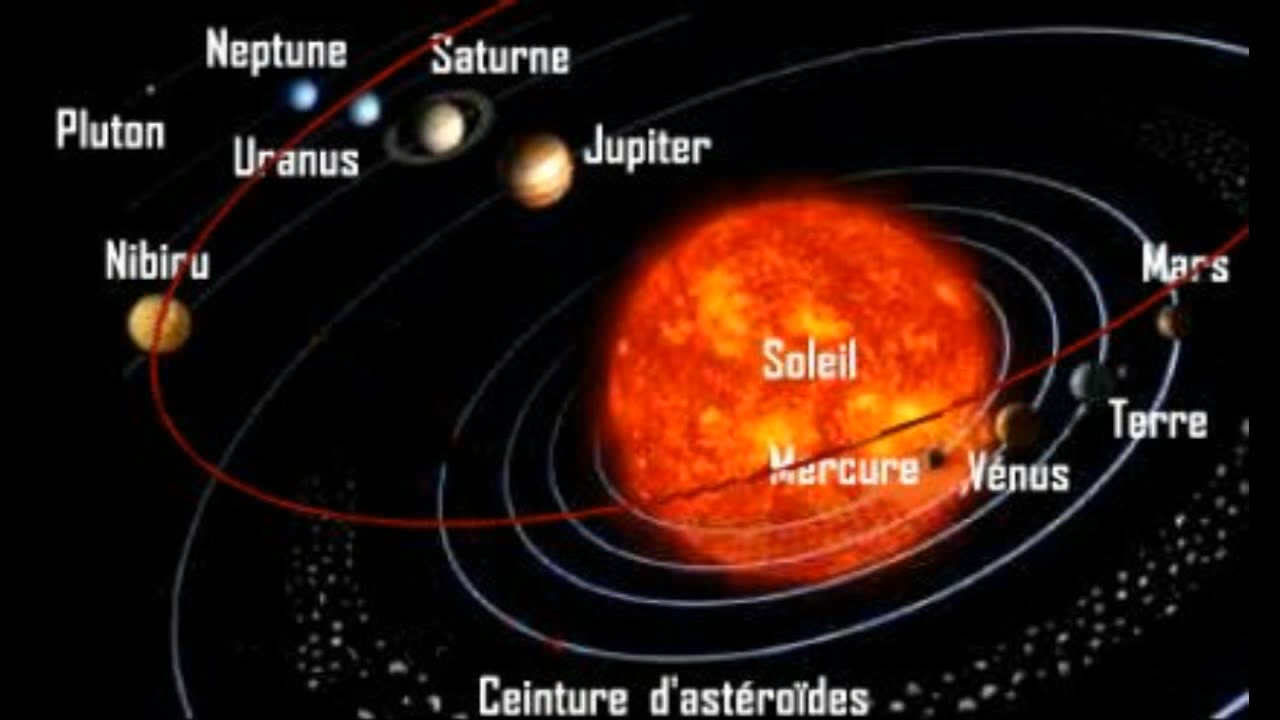 Neptune
Saturne
Pluton
Uranus
Jupiter
Nibiru
Mars
Soleil
Terre
Mercure
Vénus
Ceinture d'astéroïdes